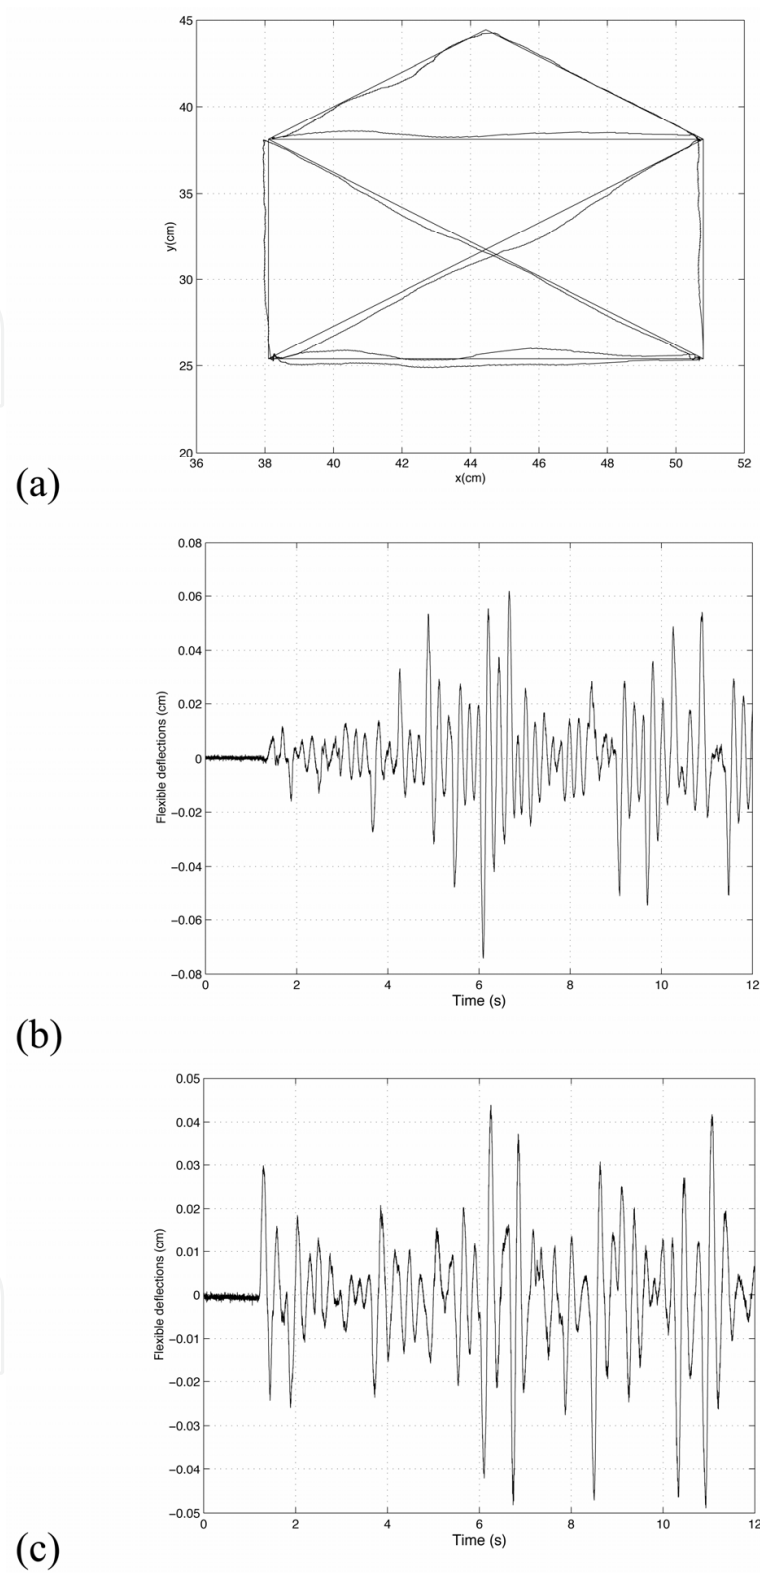 45
40
35
y(cm)
30
25
20
36 38 40 42 44 46 48 50 52
x(cm)
(a)
0.08
0.06
0.04
0.02
Flexible deflections (cm)
0
−0.02
−0.04
−0.06
−0.08
0 2 4 6 8 10 12
Time (s)
(b)
0.05
0.04
0.03
0.02
0.01
Flexible deflections (cm)
0
−0.01
−0.02
−0.03
−0.04
−0.05
0 2 4 6 8 10 12
Time (s)
(c)